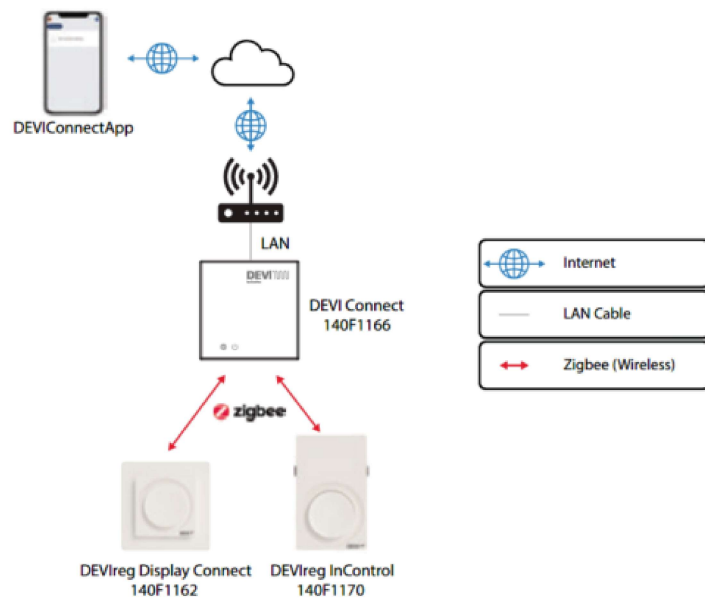 DEVIConnectApp
LAN
DEVI
DEVI Connect
140F1166
zigbee
DEVIreg Display Connect
140F1162
DEVIreg InControl
140F1170
Internet
LAN Cable
Zigbee (Wireless)